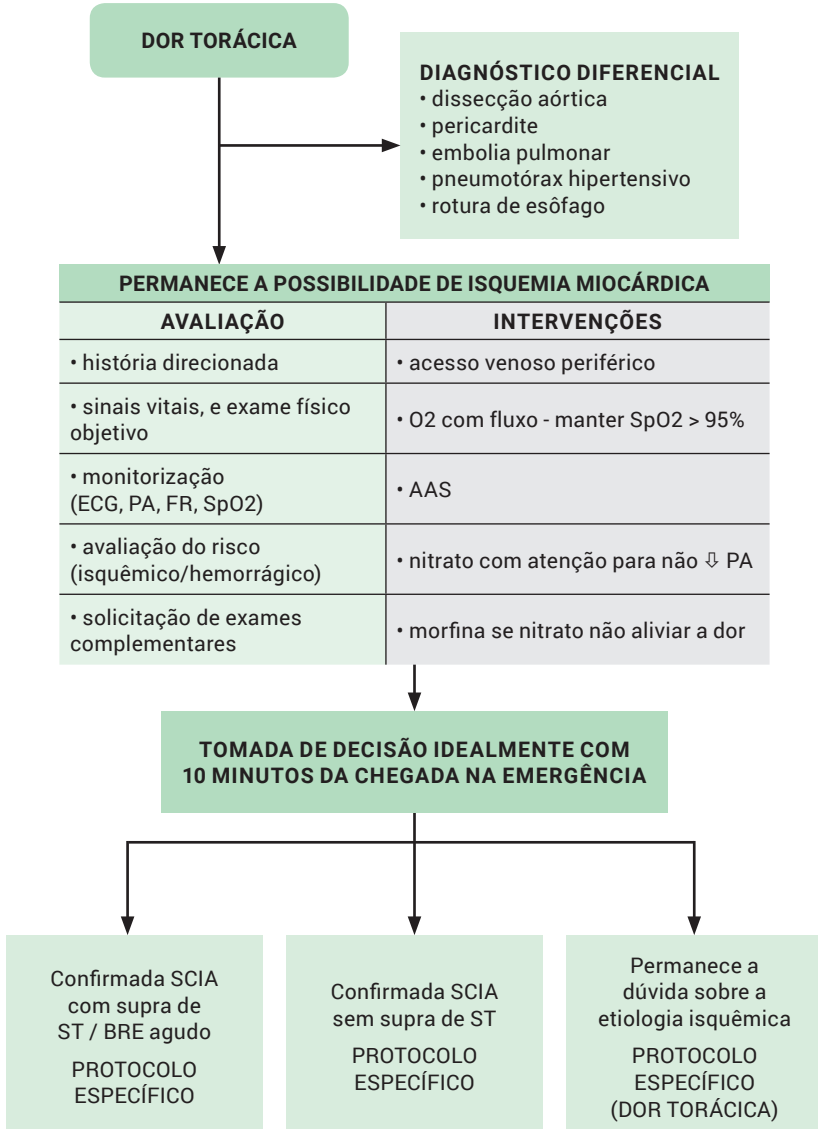 DOR TORÁCICA
DIAGNÓSTICO DIFERENCIAL
• dissecção aórtica
• pericardite
• embolia pulmonar
• pneumotórax hipertensivo
• rotura de esôfago
PERMANECE A POSSIBILIDADE DE ISQUEMIA MIOCÁRDICA
AVALIAÇÃO
INTERVENÇÕES
• história direcionada
• acesso venoso periférico
• sinais vitais, e exame físico
objetivo
• O2 com fluxo - manter SpO2 > 95%
• monitorização
(ECG, PA, FR, SpO2)
• AAS
• avaliação do risco
(isquêmico/hemorrágico)
• nitrato com atenção para não ⇩ PA
• solicitação de exames
complementares
• morfina se nitrato não aliviar a dor
TOMADA DE DECISÃO IDEALMENTE COM
10 MINUTOS DA CHEGADA NA EMERGÊNCIA
Confirmada SCIA
com supra de
ST / BRE agudo
PROTOCOLO
ESPECÍFICO
Confirmada SCIA
sem supra de ST
PROTOCOLO
ESPECÍFICO
Permanece a
dúvida sobre a
etiologia isquêmica
PROTOCOLO
ESPECÍFICO
(DOR TORÁCICA)